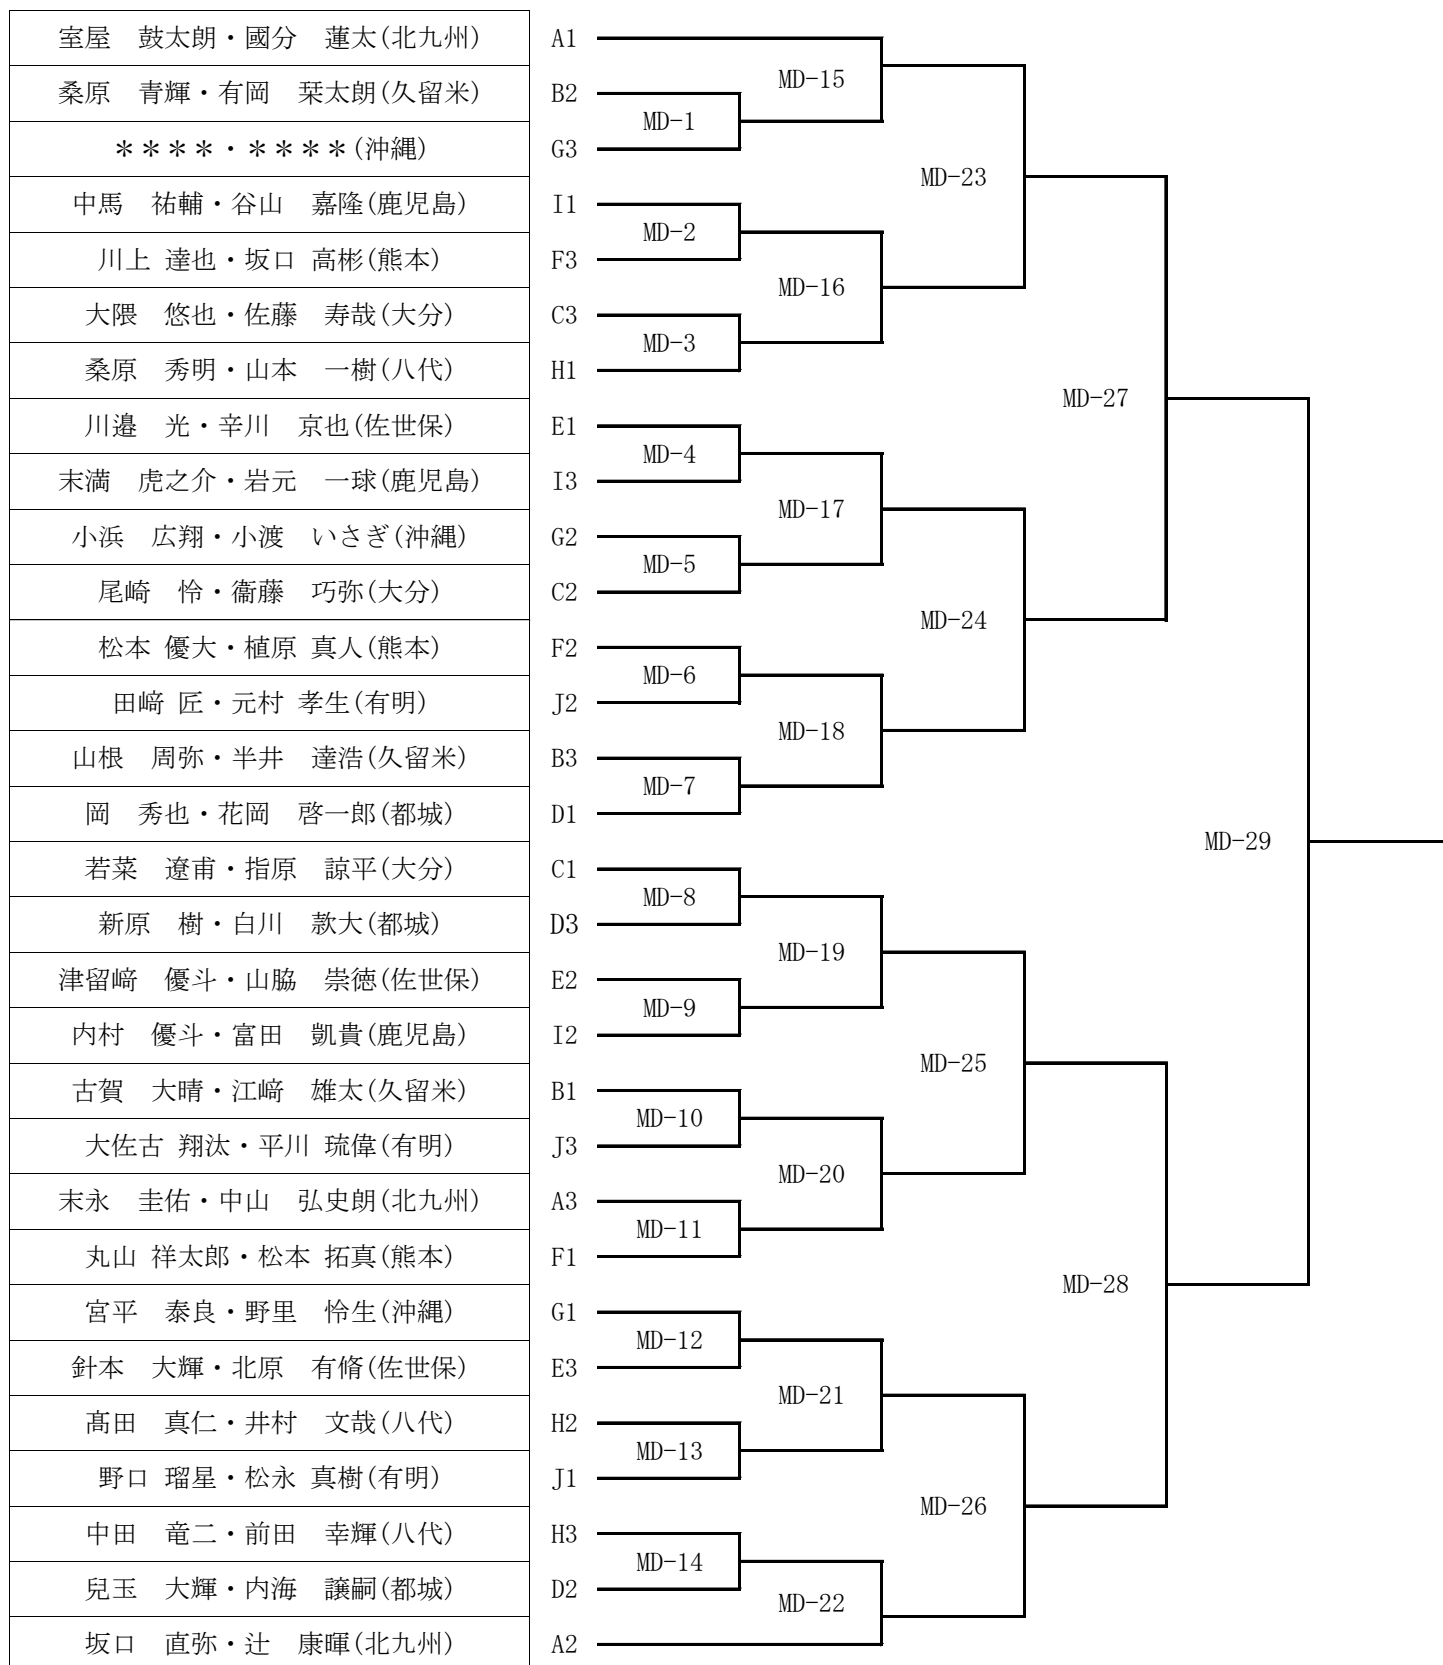 室屋　鼓太朗・國分　蓮太(北九州) A1
MD-15
桑原　青輝・有岡　栞太朗(久留米) B2
MD-1
＊＊＊＊・＊＊＊＊(沖縄) G3
MD-23
中馬　祐輔・谷山　嘉隆(鹿児島) I1
MD-2
川上 達也・坂口 高彬(熊本) F3
MD-16
大隈　悠也・佐藤　寿哉(大分) C3
MD-3
桑原　秀明・山本　一樹(八代) H1
MD-27
川邉　光・辛川　京也(佐世保) E1
MD-4
末満　虎之介・岩元　一球(鹿児島) I3
MD-17
小浜　広翔・小渡　いさぎ(沖縄) G2
MD-5
尾崎　怜・衞藤　巧弥(大分) C2
MD-24
松本 優大・植原 真人(熊本) F2
MD-6
田﨑 匠・元村 孝生(有明) J2
MD-18
山根　周弥・半井　達浩(久留米) B3
MD-7
岡　秀也・花岡　啓一郎(都城) D1
MD-29
若菜　遼甫・指原　諒平(大分) C1
MD-8
新原　樹・白川　款大(都城) D3
MD-19
津留﨑　優斗・山脇　崇徳(佐世保) E2
MD-9
内村　優斗・富田　凱貴(鹿児島) I2
MD-25
古賀　大晴・江﨑　雄太(久留米) B1
MD-10
大佐古 翔汰・平川 琉偉(有明) J3
MD-20
末永　圭佑・中山　弘史朗(北九州) A3
MD-11
丸山 祥太郎・松本 拓真(熊本) F1
MD-28
宮平　泰良・野里　怜生(沖縄) G1
MD-12
針本　大輝・北原　有脩(佐世保) E3
MD-21
髙田　真仁・井村　文哉(八代) H2
MD-13
野口 瑠星・松永 真樹(有明) J1
MD-26
中田　竜二・前田　幸輝(八代) H3
MD-14
兒玉　大輝・内海　譲嗣(都城) D2
MD-22
坂口　直弥・辻　康暉(北九州) A2